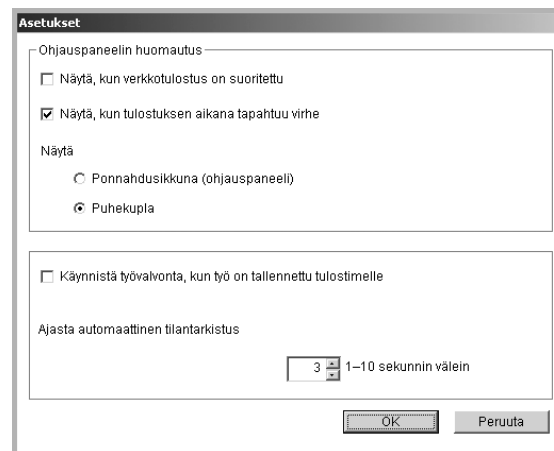 Asetukset
Ohjauspaneelin huomautus
Näytä, kun verkkotulostus on suoritettu
Näytä, kun tulostuksen aikana tapahtuu virhe
Näytä
Ponnahdusikkuna (ohjauspaneeli)
Puhekupla
Käynnistä työvalvonta, kun työ on tallennettu tulostimelle
Ajasta automaattinen tilantarkistus
3 1–10 sekunnin välein
OK Peruuta